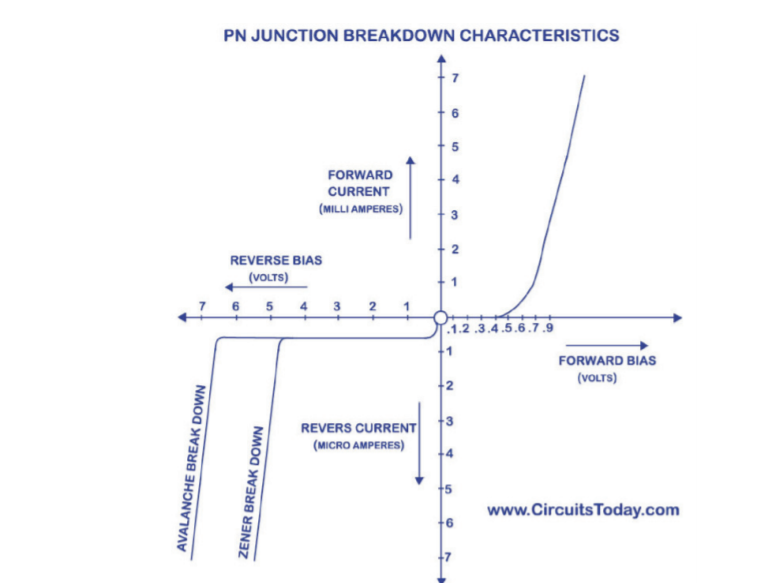 PN JUNCTION BREAKDOWN CHARACTERISTICS
7
6
5
4
3
2
1
FORWARD
CURRENT
(MILLI AMPERES)
REVERSE BIAS
(VOLTS)
7 6 5 4 3 2 1
.1 .2 .3 .4 .5 .6 .7 .9
FORWARD BIAS
(VOLTS)
1
2
3
4
5
6
7
REVERS CURRENT
(MICRO AMPERES)
AVALANCHE BREAK DOWN
ZENER BREAK DOWN
www.CircuitsToday.com